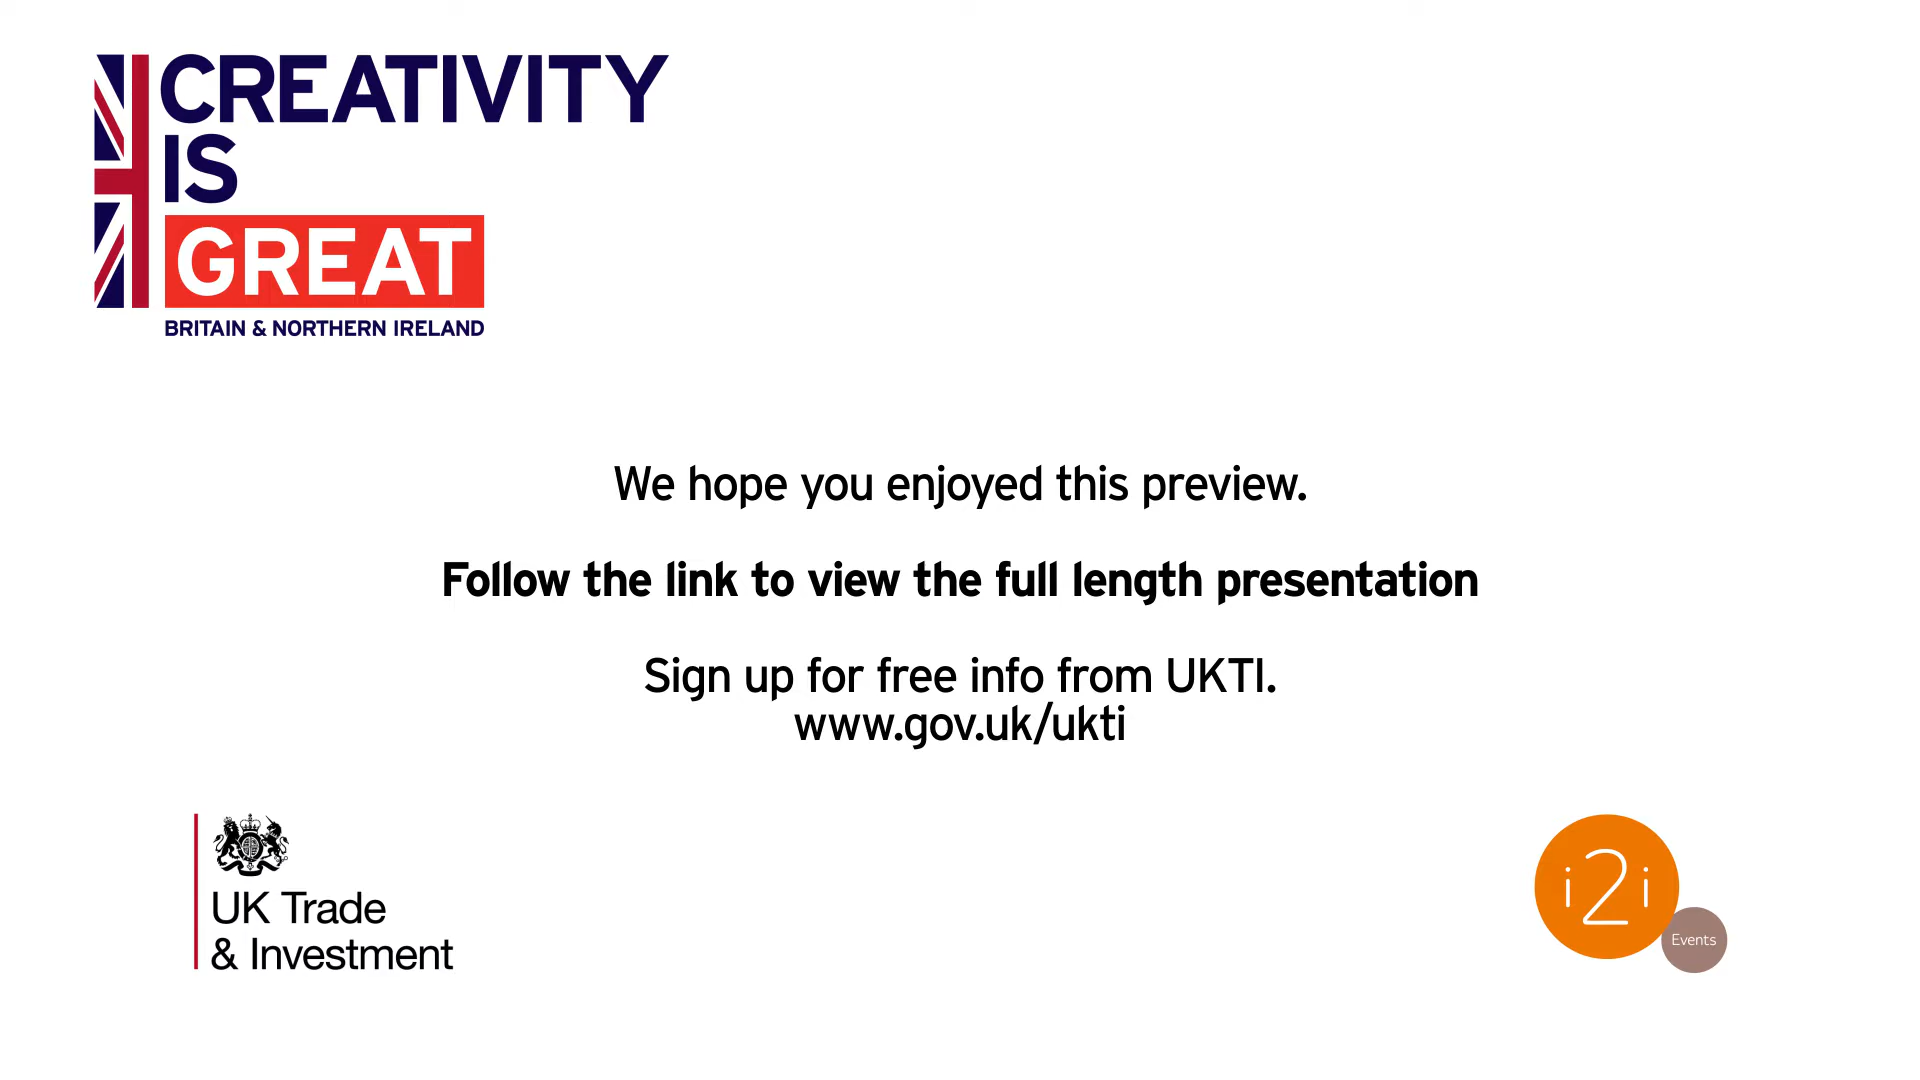 CREATIVITY
IS
GREAT
BRITAIN & NORTHERN IRELAND
We hope you enjoyed this preview.
Follow the link to view the full length presentation
Sign up for free info from UKTI.
www.gov.uk/ukti
UK Trade
& Investment
i2i
Events